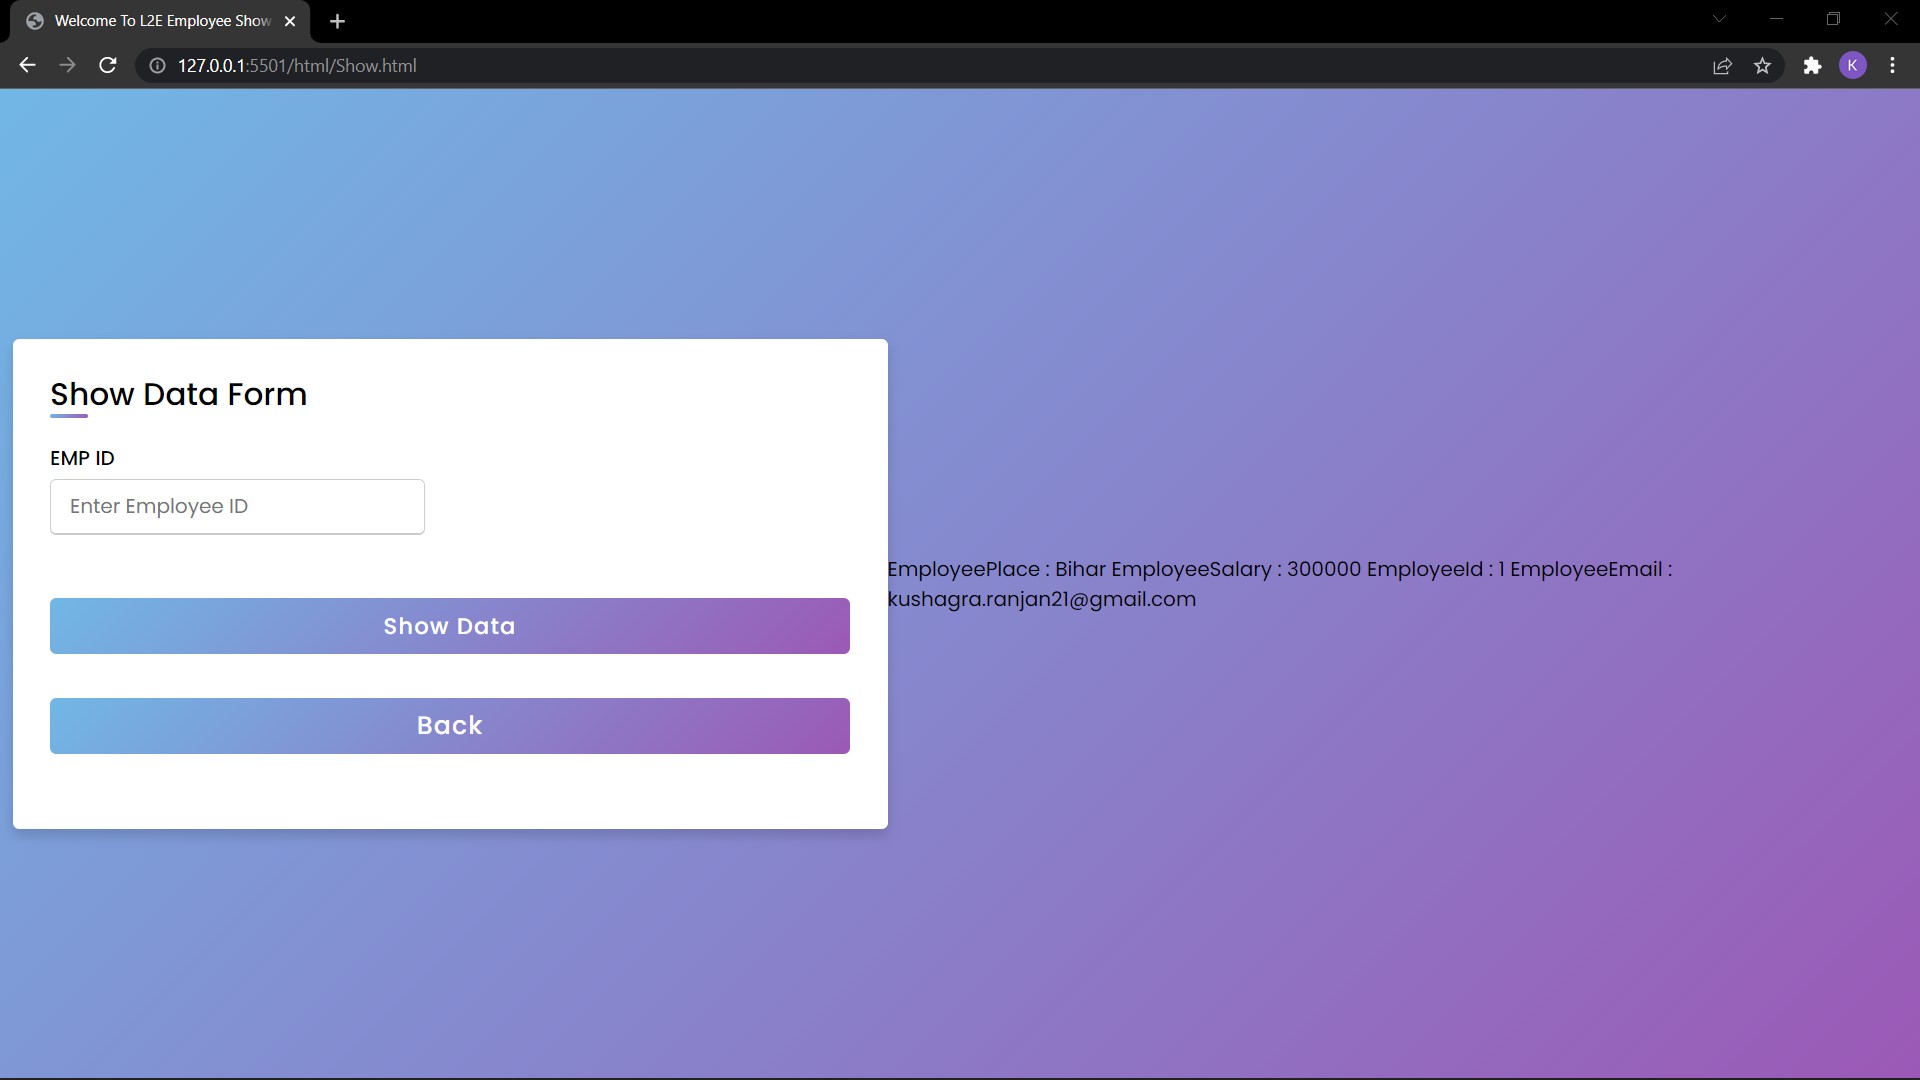 Welcome To L2E Employee Show
127.0.0.1:5501/html/Show.html
K
Show Data Form
EMP ID
Enter Employee ID
Show Data
Back
EmployeePlace : Bihar EmployeeSalary : 300000 EmployeeId : 1 EmployeeEmail :
kushagra.ranjan21@gmail.com